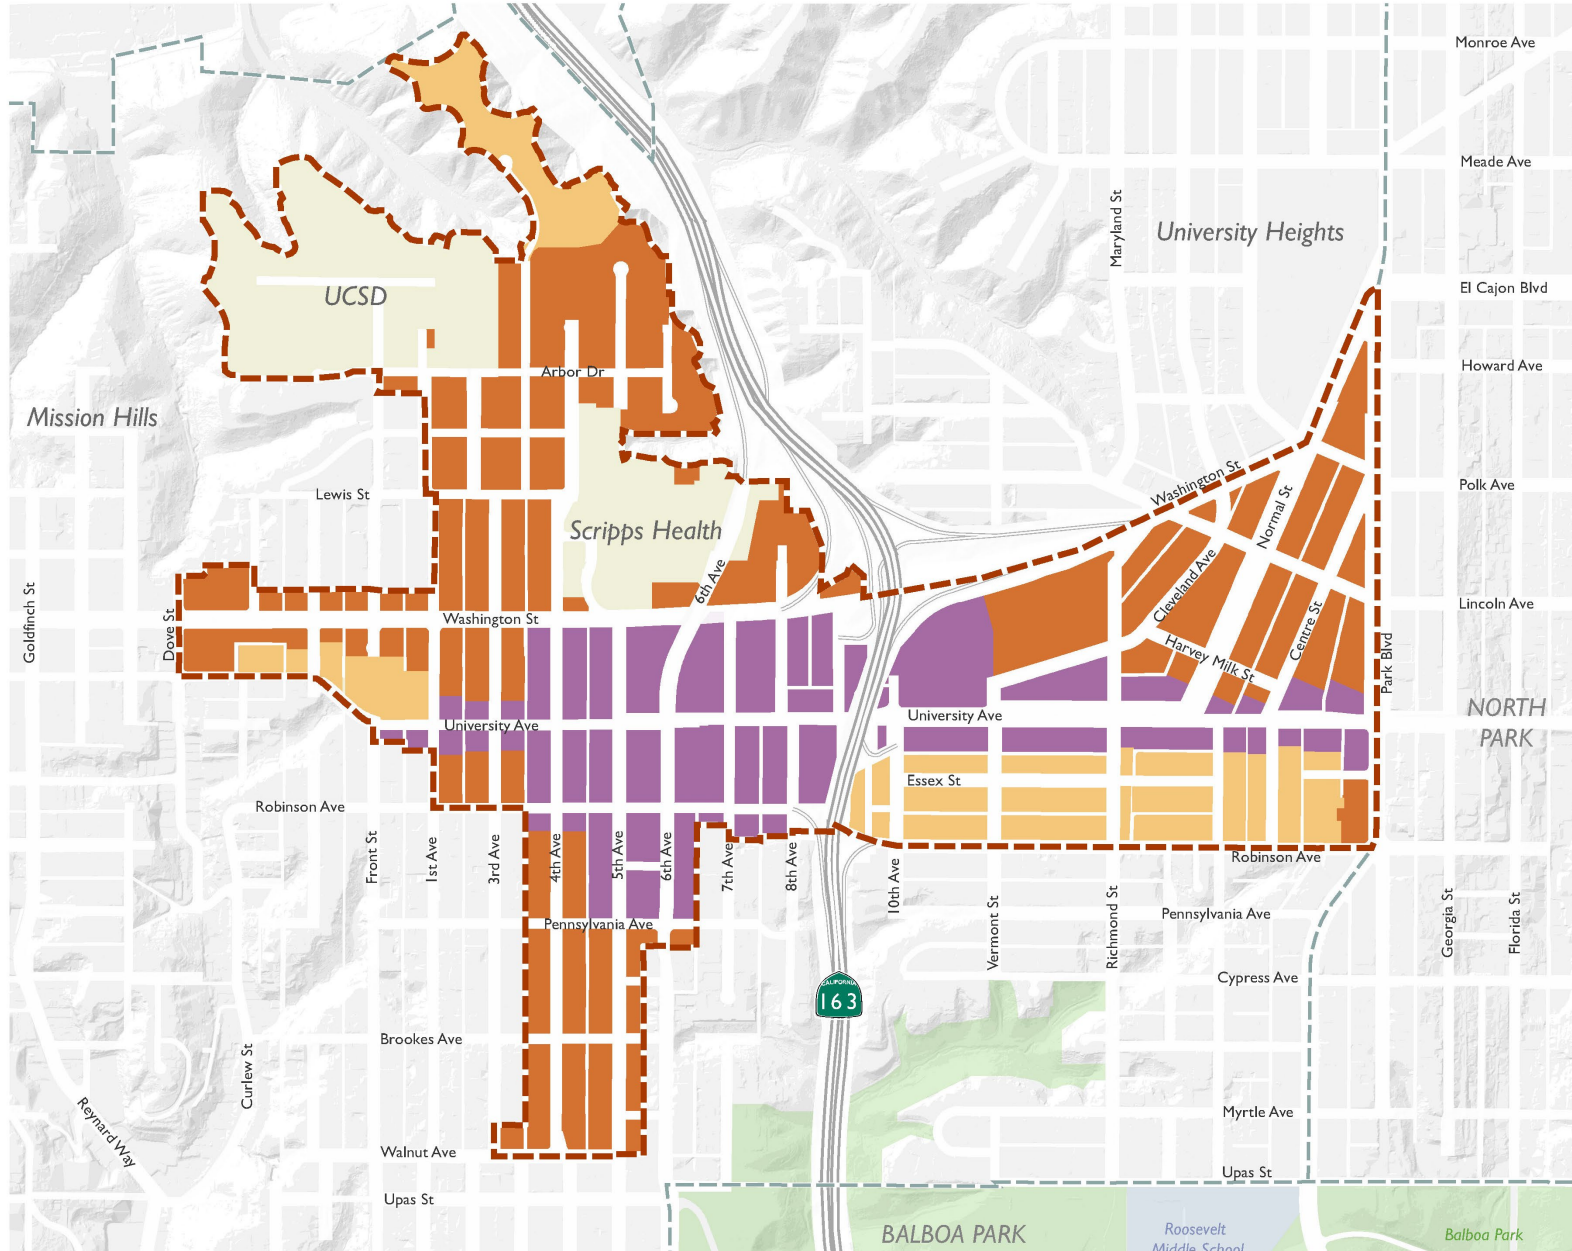 Monroe Ave
Meade Ave
Maryland St
University Heights
El Cajon Blvd
UCSD
Howard Ave
Arbor Dr
Mission Hills
Washington St
Polk Ave
Lewis St
Normal St
Scripps Health
6th Ave
Cleveland Ave
Lincoln Ave
Goldfinch St
Dove St
Washington St
Centre St
Harvey Milk St
Park Blvd
University Ave
University Ave
NORTH
PARK
Essex St
Robinson Ave
Front St
1st Ave
3rd Ave
4th Ave
5th Ave
6th Ave
7th Ave
8th Ave
10th Ave
Robinson Ave
Pennsylvania Ave
Vermont St
Richmond St
Pennsylvania Ave
Georgia St
Florida St
Cypress Ave
CALIFORNIA
163
Brookes Ave
Curlew St
Reynard Way
Myrtle Ave
Walnut Ave
Upas St
Upas St
BALBOA PARK
Roosevelt
Middle School
Balboa Park